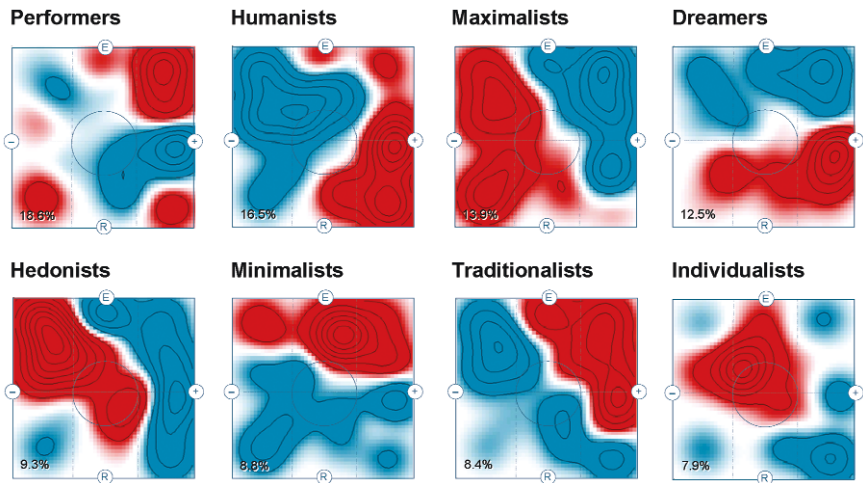 Performers
Humanists
Maximalists
Dreamers
E
E
E
E
−
+
−
+
−
+
−
+
18.6%
16.5%
13.9%
12.5%
R
R
R
R
Hedonists
Minimalists
Traditionalists
Individualists
E
E
E
E
−
+
−
+
−
+
−
+
9.3%
8.8%
8.4%
7.9%
R
R
R
R